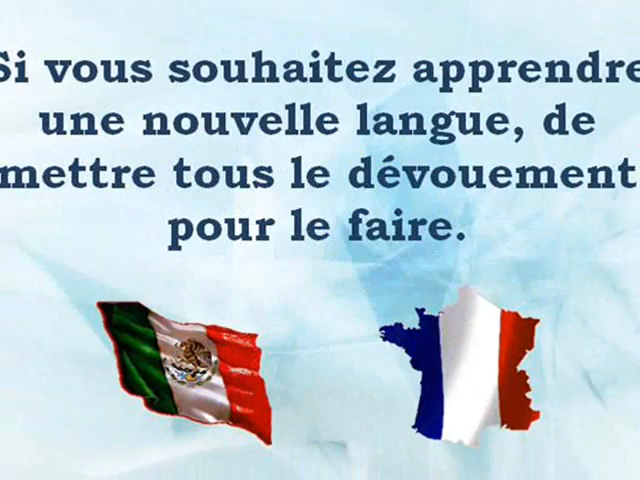 Si vous souhaitez apprendre
une nouvelle langue, de
mettre tous le dévouement
pour le faire.